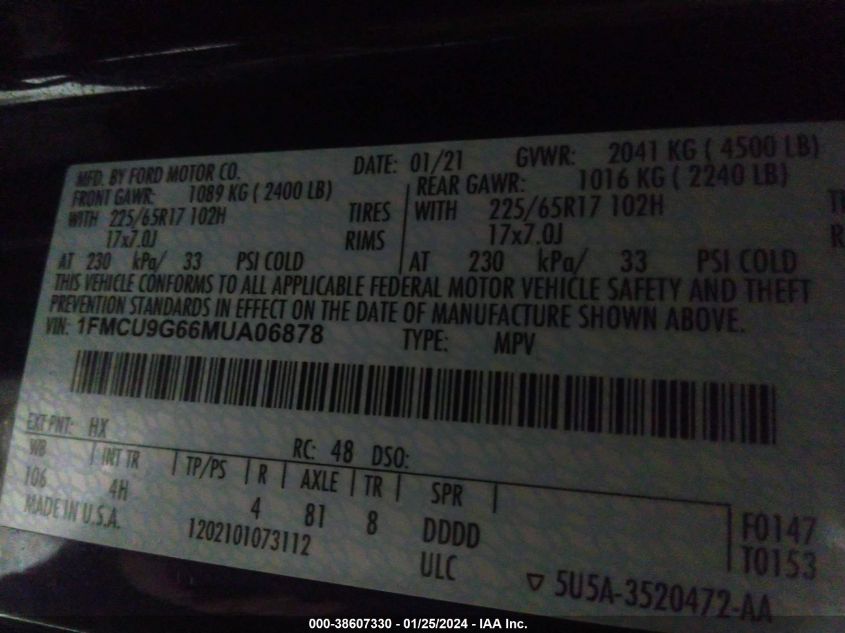 MFD. BY FORD MOTOR CO. DATE: 01/21 GVWR: 2041 KG ( 4500 LB)
FRONT GAWR: 1089 KG ( 2400 LB) REAR GAWR: 1016 KG ( 2240 LB)
WITH 225/65R17 102H TIRES WITH 225/65R17 102H
17x7.0J RIMS 17x7.0J
AT 230 kPa/ 33 PSI COLD AT 230 kPa/ 33 PSI COLD
THIS VEHICLE CONFORMS TO ALL APPLICABLE FEDERAL MOTOR VEHICLE SAFETY AND THEFT
PREVENTION STANDARDS IN EFFECT ON THE DATE OF MANUFACTURE SHOWN ABOVE.
VIN: 1FMCU9G66MUA06878 TYPE: MPV
EXT PNT: HX RC: 48 DSO:
WB INT TR TP/PS R AXLE TR SPR
106 4H 4 81 8 DDDD F0147
MADE IN U.S.A. 1202101073112 ULC T0153
▽ 5U5A-3520472-AA
000-38607330 - 01/25/2024 - IAA Inc.